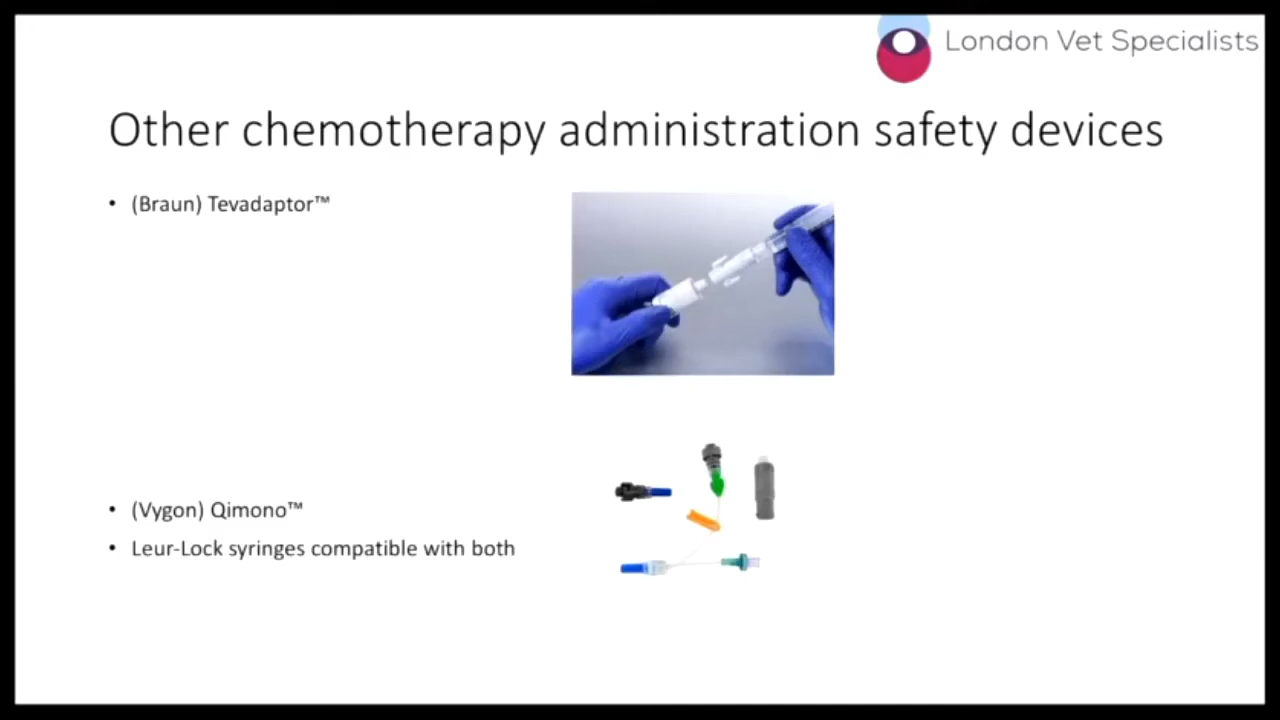 London Vet Specialists
Other chemotherapy administration safety devices
• (Braun) Tevadaptor™
• (Vygon) Qimono™
• Leur-Lock syringes compatible with both